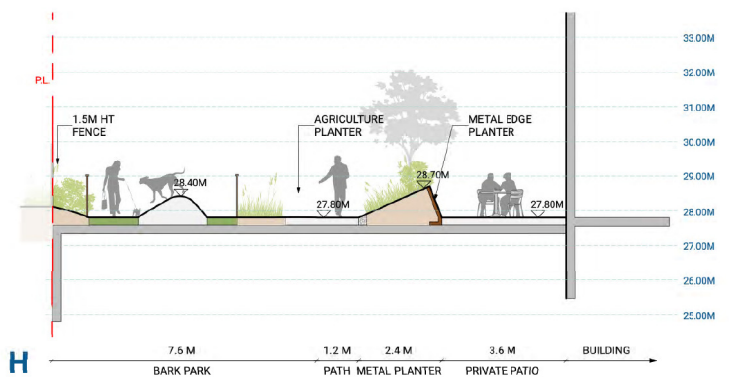 33.00M
32.00M
P.L.
31.00M
1.5M HT
FENCE
AGRICULTURE
PLANTER
METAL EDGE
PLANTER
30.00M
29.00M
28.40M
28.70M
27.80M
27.80M
28.00M
27.00M
26.00M
25.00M
7.6 M
1.2 M
2.4 M
3.6 M
BUILDING
H
BARK PARK
PATH
METAL PLANTER
PRIVATE PATIO